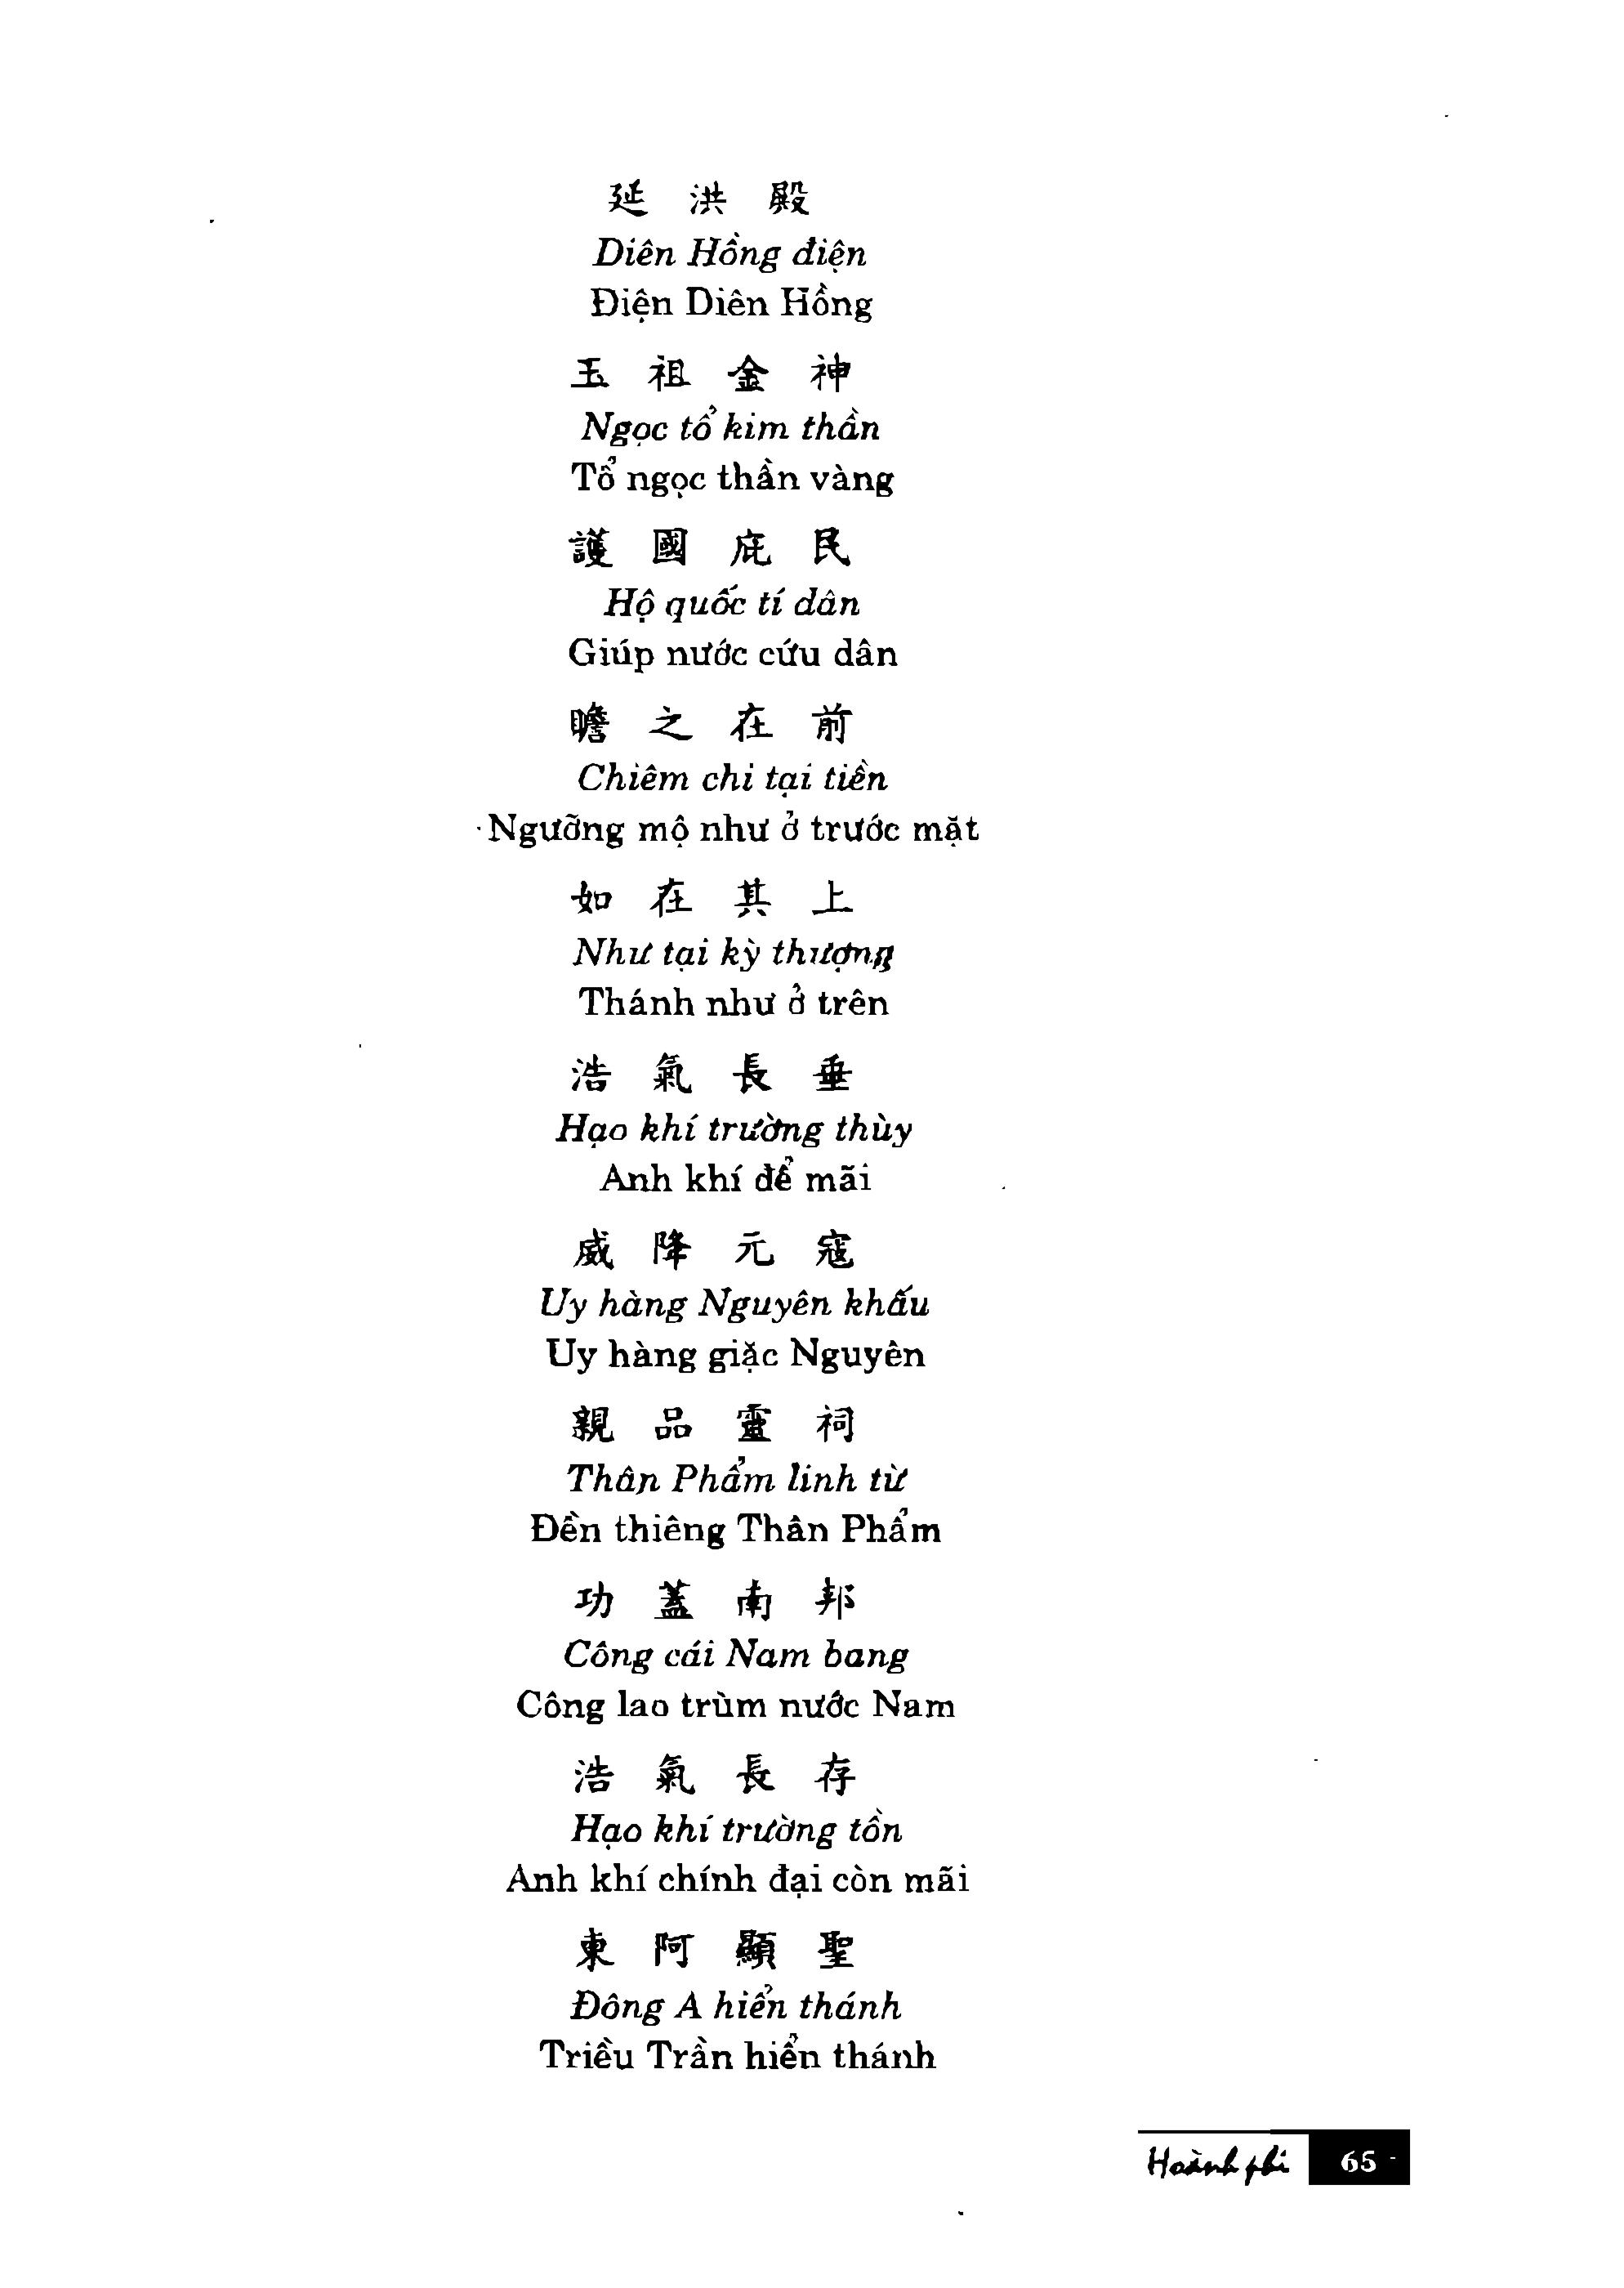 延 洪 殿
Diên Hồng điện
Điện Diên Hồng
玉 祖 金 神
Ngọc tổ kim thần
Tổ ngọc thần vàng
護 國 庇 民
Hộ quốc tí dân
Giúp nước cứu dân
瞻 之 在 前
Chiêm chi tại tiền
Ngưỡng mộ như ở trước mặt
如 在 其 上
Như tại kỳ thượng
Thánh như ở trên
浩 氣 長 垂
Hạo khí trường thùy
Anh khí để mãi
威 降 元 寇
Uy hàng Nguyên khấu
Uy hàng giặc Nguyên
親 品 靈 祠
Thân Phẩm linh từ
Đền thiêng Thân Phẩm
功 蓋 南 邦
Công cái Nam bang
Công lao trùm nước Nam
浩 氣 長 存
Hạo khí trường tồn
Anh khí chính đại còn mãi
東 阿 顯 聖
Đông A hiển thánh
Triều Trần hiển thánh
Hoành phi 65